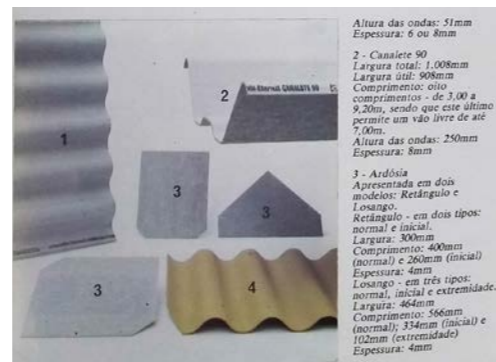 Altura das ondas: 51mm
Espessura: 6 ou 8mm
2 - Canalete 90
Largura total: 1.008mm
Largura útil: 908mm
Comprimento: oito
comprimentos - de 3,00 a
9,20m, sendo que este último
permite um vão livre de até
7,00m.
Altura das ondas: 250mm
Espessura: 8mm
3 - Ardósia
Apresentada em dois
modelos: Retângulo e
Losango.
Retângulo - em dois tipos:
normal e inicial.
Largura: 300mm
Comprimento: 400mm
(normal) e 260mm (inicial)
Espessura: 4mm
Losango - em três tipos:
normal, inicial e extremidade.
Largura: 464mm
Comprimento: 566mm
(normal); 334mm (inicial) e
102mm (extremidade)
Espessura: 4mm
1
CANALETE 90
2
3
3
3
4